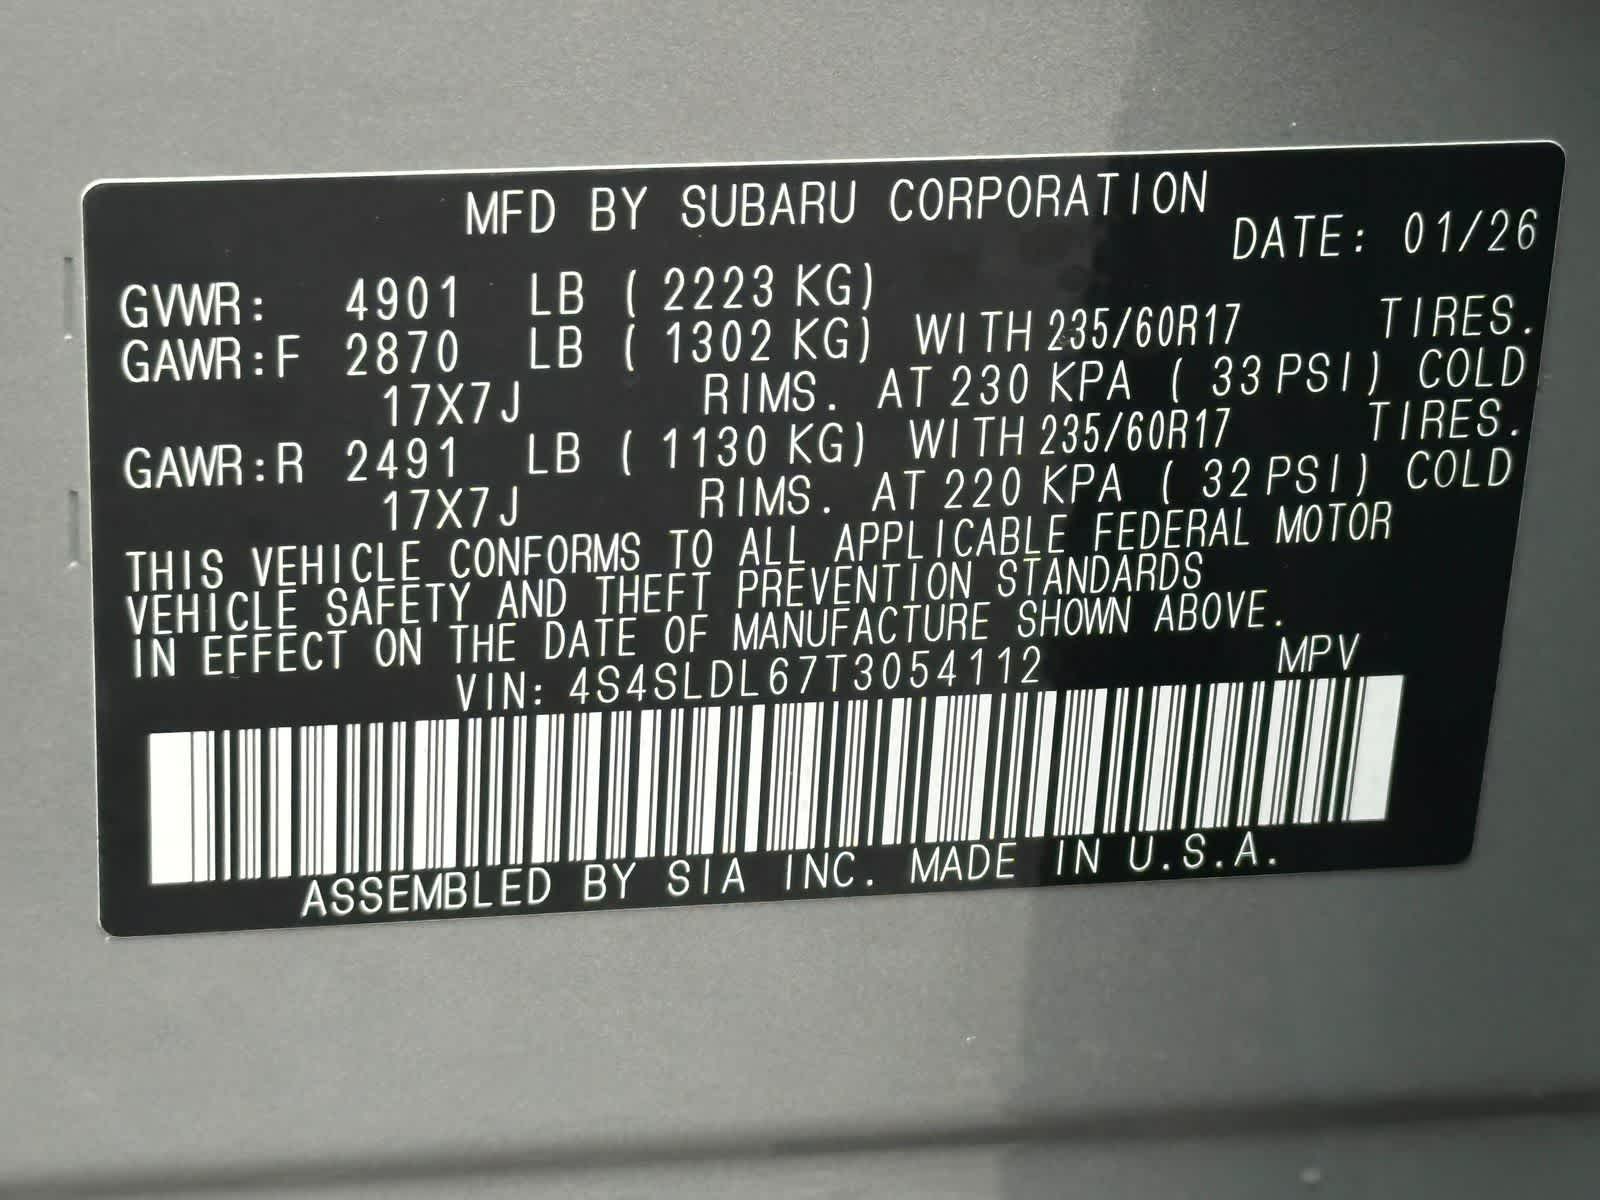 MFD BY SUBARU CORPORATION
DATE: 01/26
GVWR: 4901 LB ( 2223 KG)
GAWR:F 2870 LB ( 1302 KG) WITH 235/60R17 TIRES.
17X7J RIMS. AT 230 KPA ( 33 PSI) COLD
GAWR:R 2491 LB ( 1130 KG) WITH 235/60R17 TIRES.
17X7J RIMS. AT 220 KPA ( 32 PSI) COLD
THIS VEHICLE CONFORMS TO ALL APPLICABLE FEDERAL MOTOR
VEHICLE SAFETY AND THEFT PREVENTION STANDARDS
IN EFFECT ON THE DATE OF MANUFACTURE SHOWN ABOVE.
VIN: 4S4SLDL67T3054112 MPV
ASSEMBLED BY SIA INC. MADE IN U.S.A.